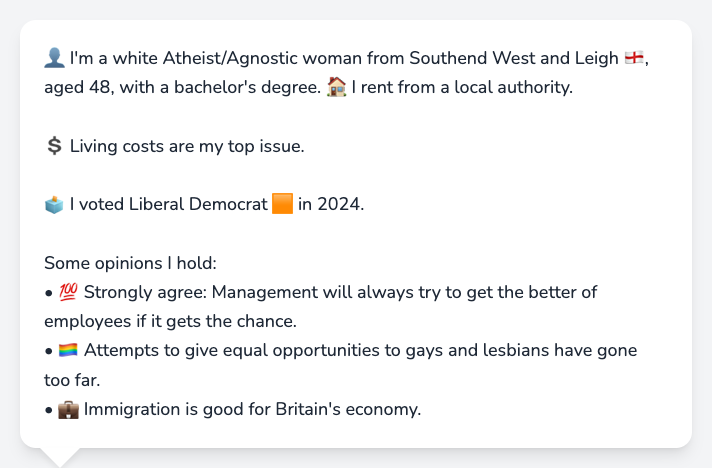 👤 I'm a white Atheist/Agnostic woman from Southend West and Leigh 🏴󠁧󠁢󠁥󠁮󠁧󠁿,
aged 48, with a bachelor's degree. 🏠 I rent from a local authority.
💲 Living costs are my top issue.
🗳️ I voted Liberal Democrat 🟧 in 2024.
Some opinions I hold:
• 💯 Strongly agree: Management will always try to get the better of
employees if it gets the chance.
• 🏳️‍🌈 Attempts to give equal opportunities to gays and lesbians have gone
too far.
• 💼 Immigration is good for Britain's economy.